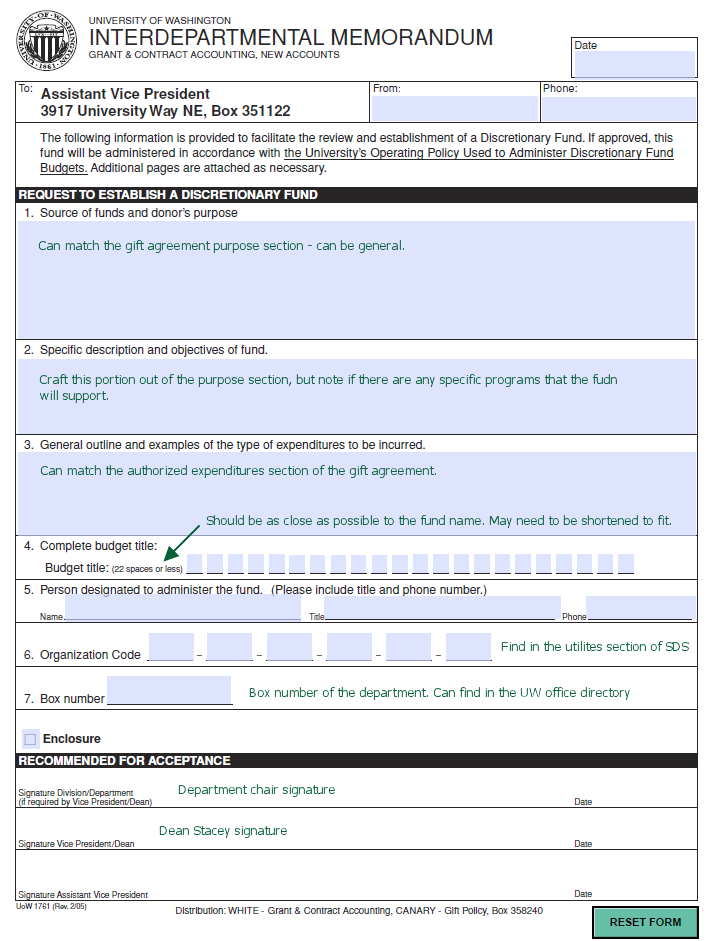 UNIVERSITY OF WASHINGTON
INTERDEPARTMENTAL MEMORANDUM
GRANT & CONTRACT ACCOUNTING, NEW ACCOUNTS
UNIVERSITY·OF·WASHINGTON
·1861·
Date
To: Assistant Vice President
3917 University Way NE, Box 351122
From:
Phone:
The following information is provided to facilitate the review and establishment of a Discretionary Fund. If approved, this
fund will be administered in accordance with the University's Operating Policy Used to Administer Discretionary Fund
Budgets. Additional pages are attached as necessary.
REQUEST TO ESTABLISH A DISCRETIONARY FUND
1. Source of funds and donor's purpose
Can match the gift agreement purpose section - can be general.
2. Specific description and objectives of fund.
Craft this portion out of the purpose section, but note if there are any specific programs that the fudn
will support.
3. General outline and examples of the type of expenditures to be incurred.
Can match the authorized expenditures section of the gift agreement.
Should be as close as possible to the fund name. May need to be shortened to fit.
4. Complete budget title:
Budget title: (22 spaces or less)
5. Person designated to administer the fund. (Please include title and phone number.)
Name Title Phone
6. Organization Code – – – – – Find in the utilites section of SDS
7. Box number Box number of the department. Can find in the UW office directory
Enclosure
RECOMMENDED FOR ACCEPTANCE
Department chair signature
Signature Division/Department
(if required by Vice President/Dean) Date
Dean Stacey signature
Signature Vice President/Dean Date
Signature Assistant Vice President Date
UoW 1761 (Rev. 2/05)
Distribution: WHITE - Grant & Contract Accounting, CANARY - Gift Policy, Box 358240
RESET FORM